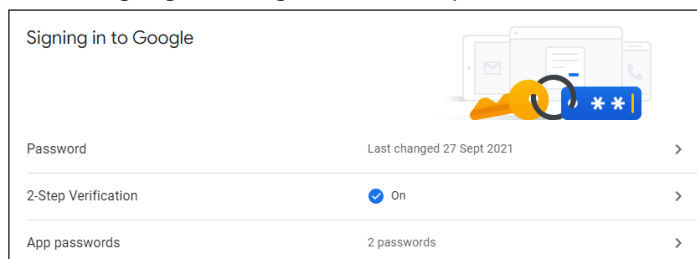 Signing in to Google
**
Password Last changed 27 Sept 2021
2-Step Verification On
App passwords 2 passwords